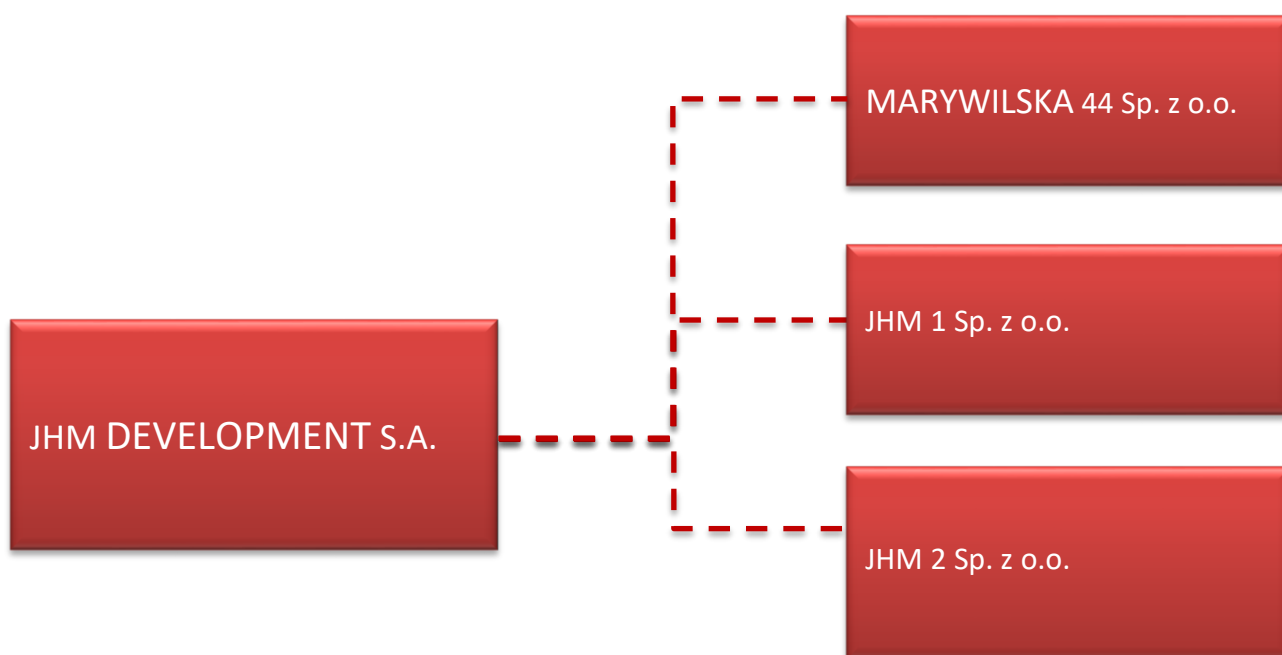 MARYWILSKA 44 Sp. z o.o.
JHM 1 Sp. z o.o.
JHM DEVELOPMENT S.A.
JHM 2 Sp. z o.o.